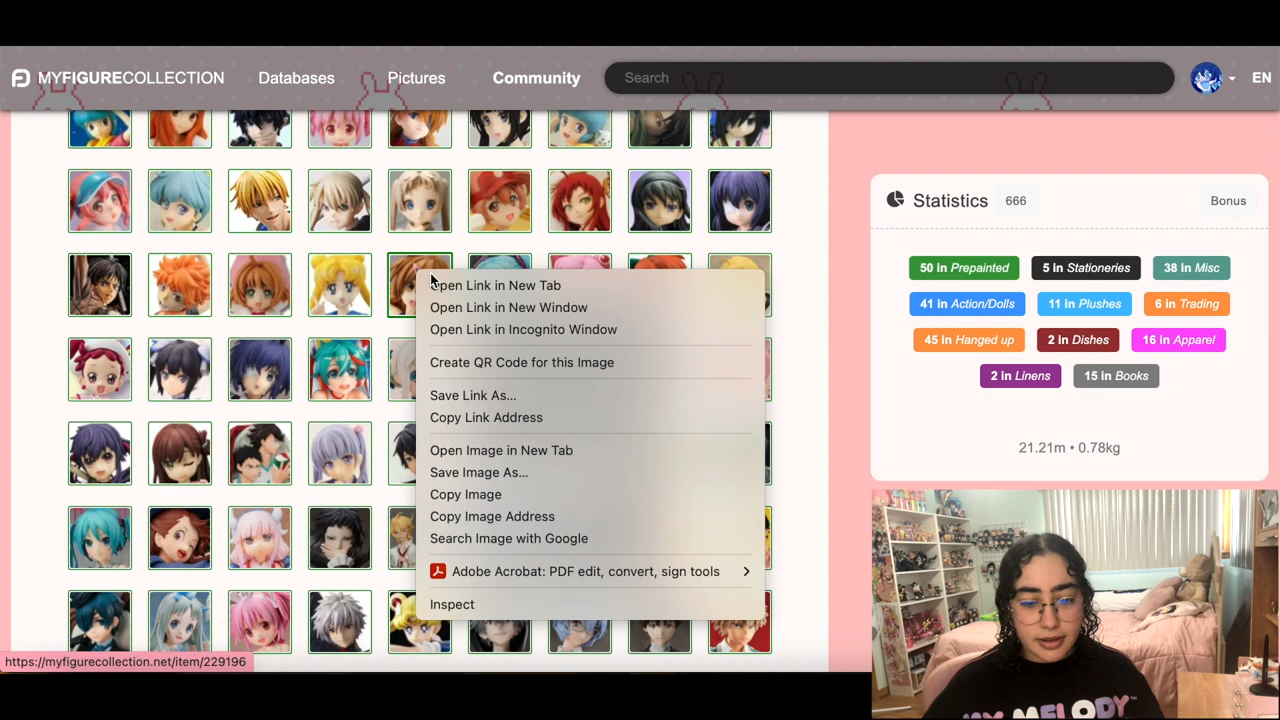 MYFIGURECOLLECTION Databases Pictures Community Search EN
Statistics 666 Bonus
50 in Prepainted 5 in Stationeries 38 in Misc
41 in Action/Dolls 11 in Plushes 6 in Trading
45 in Hanged up 2 in Dishes 16 in Apparel
2 in Linens 15 in Books
21.21m • 0.78kg
Open Link in New Tab
Open Link in New Window
Open Link in Incognito Window
Create QR Code for this Image
Save Link As...
Copy Link Address
Open Image in New Tab
Save Image As...
Copy Image
Copy Image Address
Search Image with Google
Adobe Acrobat: PDF edit, convert, sign tools
Inspect
https://myfigurecollection.net/item/229196
MY MELODY™